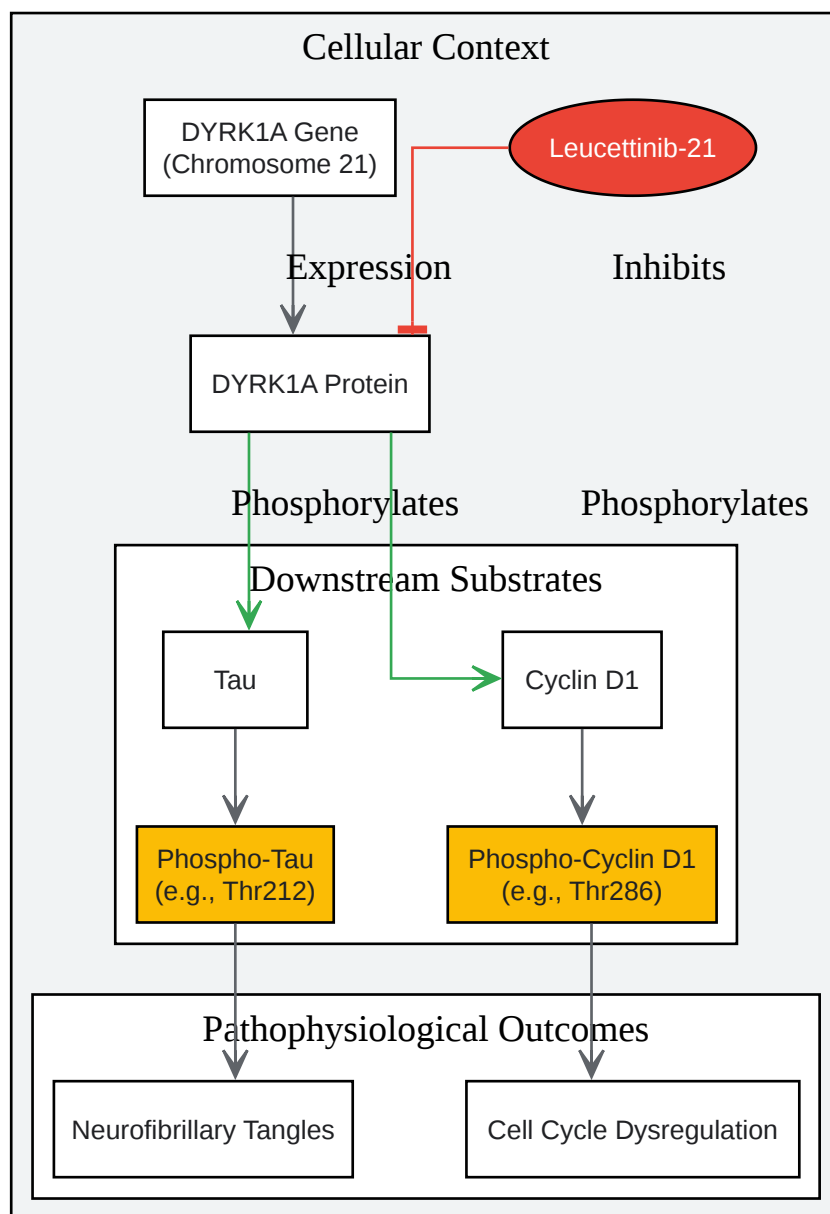 Cellular Context
DYRK1A Gene
(Chromosome 21)
Leucettinib-21
Expression
Inhibits
DYRK1A Protein
Phosphorylates
Phosphorylates
Downstream Substrates
Tau
Cyclin D1
Phospho-Tau
(e.g., Thr212)
Phospho-Cyclin D1
(e.g., Thr286)
Pathophysiological Outcomes
Neurofibrillary Tangles
Cell Cycle Dysregulation